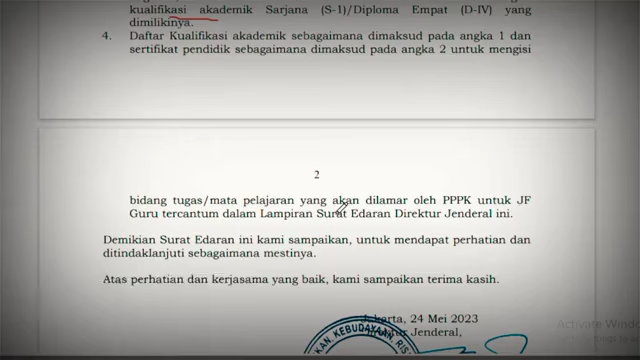 kualifikasi akademik Sarjana (S-1)/Diploma Empat (D-IV) yang
dimilikinya.
4. Daftar Kualifikasi akademik sebagaimana dimaksud pada angka 1 dan
sertifikat pendidik sebagaimana dimaksud pada angka 2 untuk mengisi
2
bidang tugas/mata pelajaran yang akan dilamar oleh PPPK untuk JF
Guru tercantum dalam Lampiran Surat Edaran Direktur Jenderal ini.
Demikian Surat Edaran ini kami sampaikan, untuk mendapat perhatian dan
ditindaklanjuti sebagaimana mestinya.
Atas perhatian dan kerjasama yang baik, kami sampaikan terima kasih.
Jakarta, 24 Mei 2023
Jenderal,
KEBUDAYAAN
Activate Windo